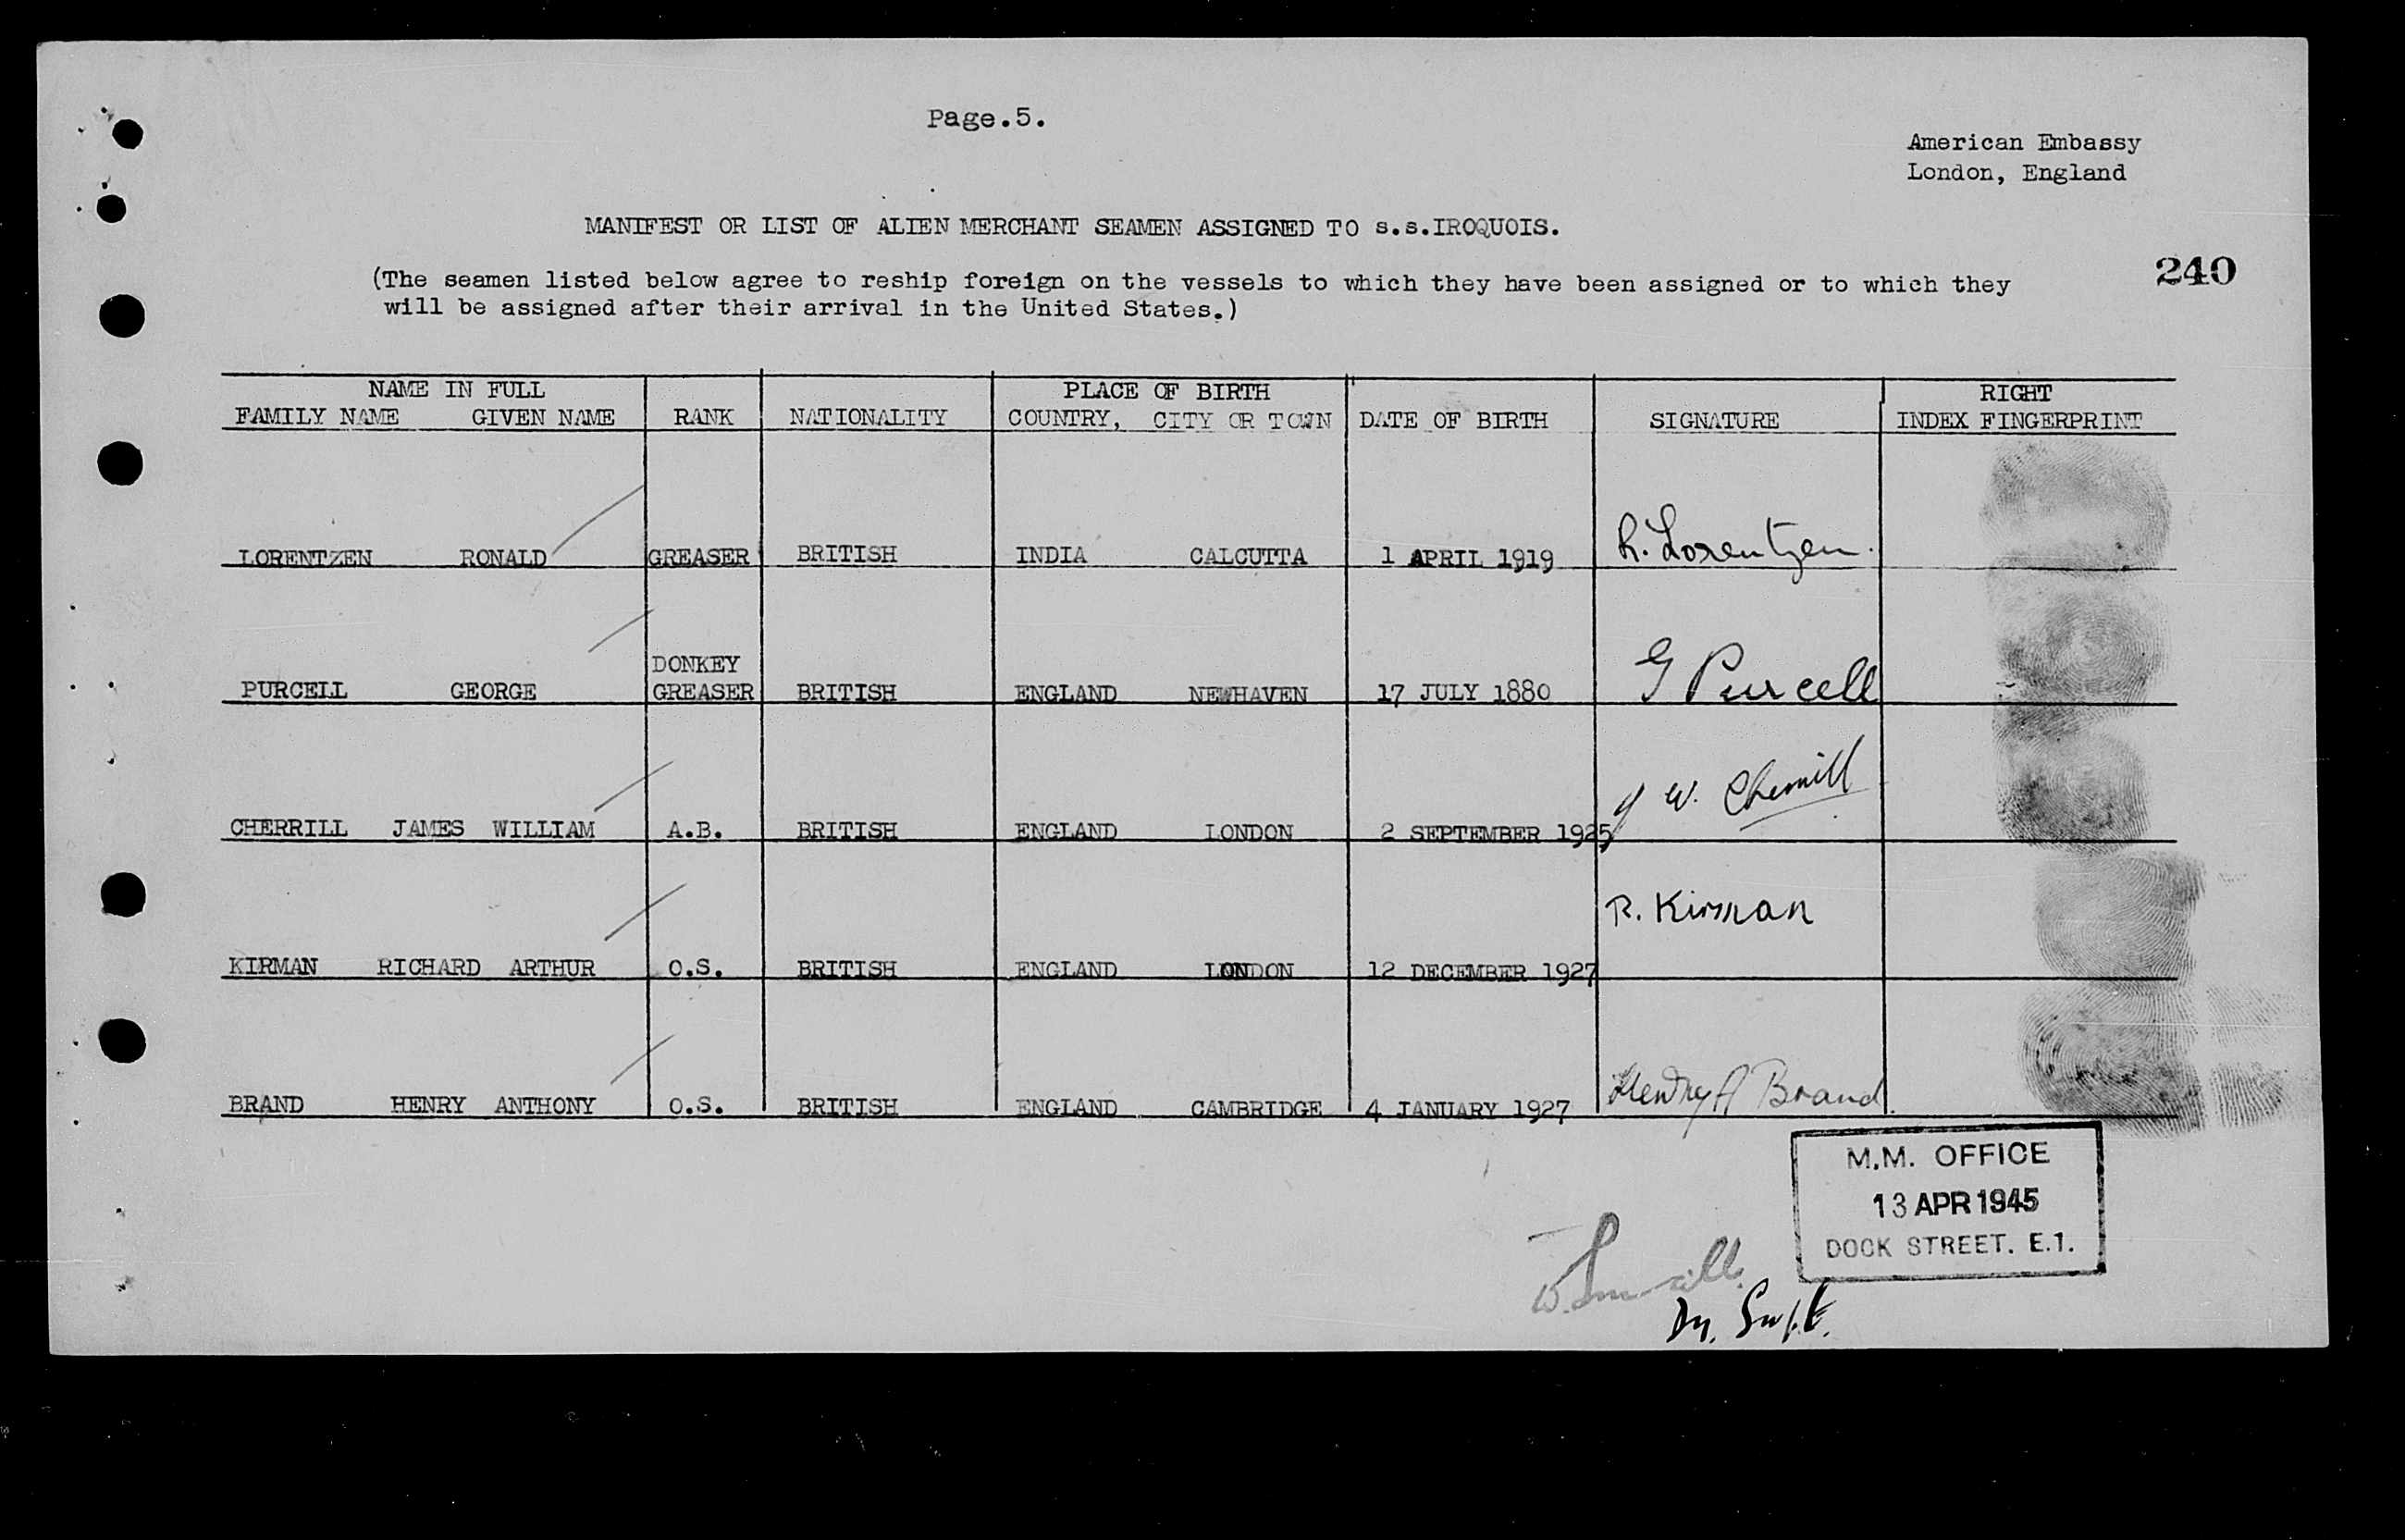 Page.5.
American Embassy
London, England
MANIFEST OR LIST OF ALIEN MERCHANT SEAMEN ASSIGNED TO s.s.IROQUOIS.
240
(The seamen listed below agree to reship foreign on the vessels to which they have been assigned or to which they
will be assigned after their arrival in the United States.)
NAME IN FULL PLACE OF BIRTH RIGHT
FAMILY NAME GIVEN NAME RANK NATIONALITY COUNTRY, CITY OR TOWN DATE OF BIRTH SIGNATURE INDEX FINGERPRINT
LORENTZEN RONALD GREASER BRITISH INDIA CALCUTTA 1 APRIL 1919 R. Lorentzen.
DONKEY
PURCELL GEORGE GREASER BRITISH ENGLAND NEWHAVEN 17 JULY 1880 G Purcell
CHERRILL JAMES WILLIAM A.B. BRITISH ENGLAND LONDON 2 SEPTEMBER 1925 J W. Cherrill
KIRMAN RICHARD ARTHUR O.S. BRITISH ENGLAND LONDON 12 DECEMBER 1927 R. Kirman
BRAND HENRY ANTHONY O.S. BRITISH ENGLAND CAMBRIDGE 4 JANUARY 1927 Henry A Brand.
M.M. OFFICE
13 APR 1945
DOCK STREET. E.1.
Dy. Supt.